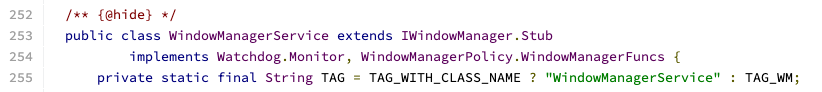 252 /** {@hide} */
253 public class WindowManagerService extends IWindowManager.Stub
254 implements Watchdog.Monitor, WindowManagerPolicy.WindowManagerFuncs {
255 private static final String TAG = TAG_WITH_CLASS_NAME ? "WindowManagerService" : TAG_WM;